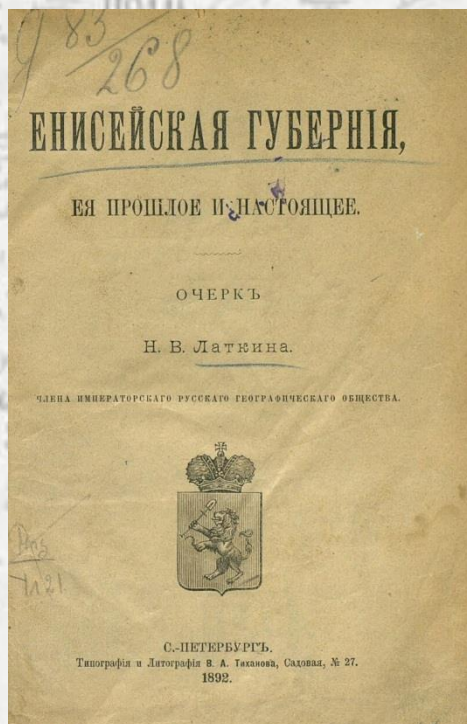 983
268
ЕНИСЕЙСКАЯ ГУБЕРНІЯ,
ЕЯ ПРОШЛОЕ И НАСТОЯЩЕЕ.
ОЧЕРКЪ
Н. В. Латкина.
ЧЛЕНА ИМПЕРАТОРСКАГО РУССКАГО ГЕОГРАФИЧЕСКАГО ОБЩЕСТВА.
С.-ПЕТЕРБУРГЪ.
Типографія и Литографія В. А. Тиханова, Садовая, № 27.
1892.